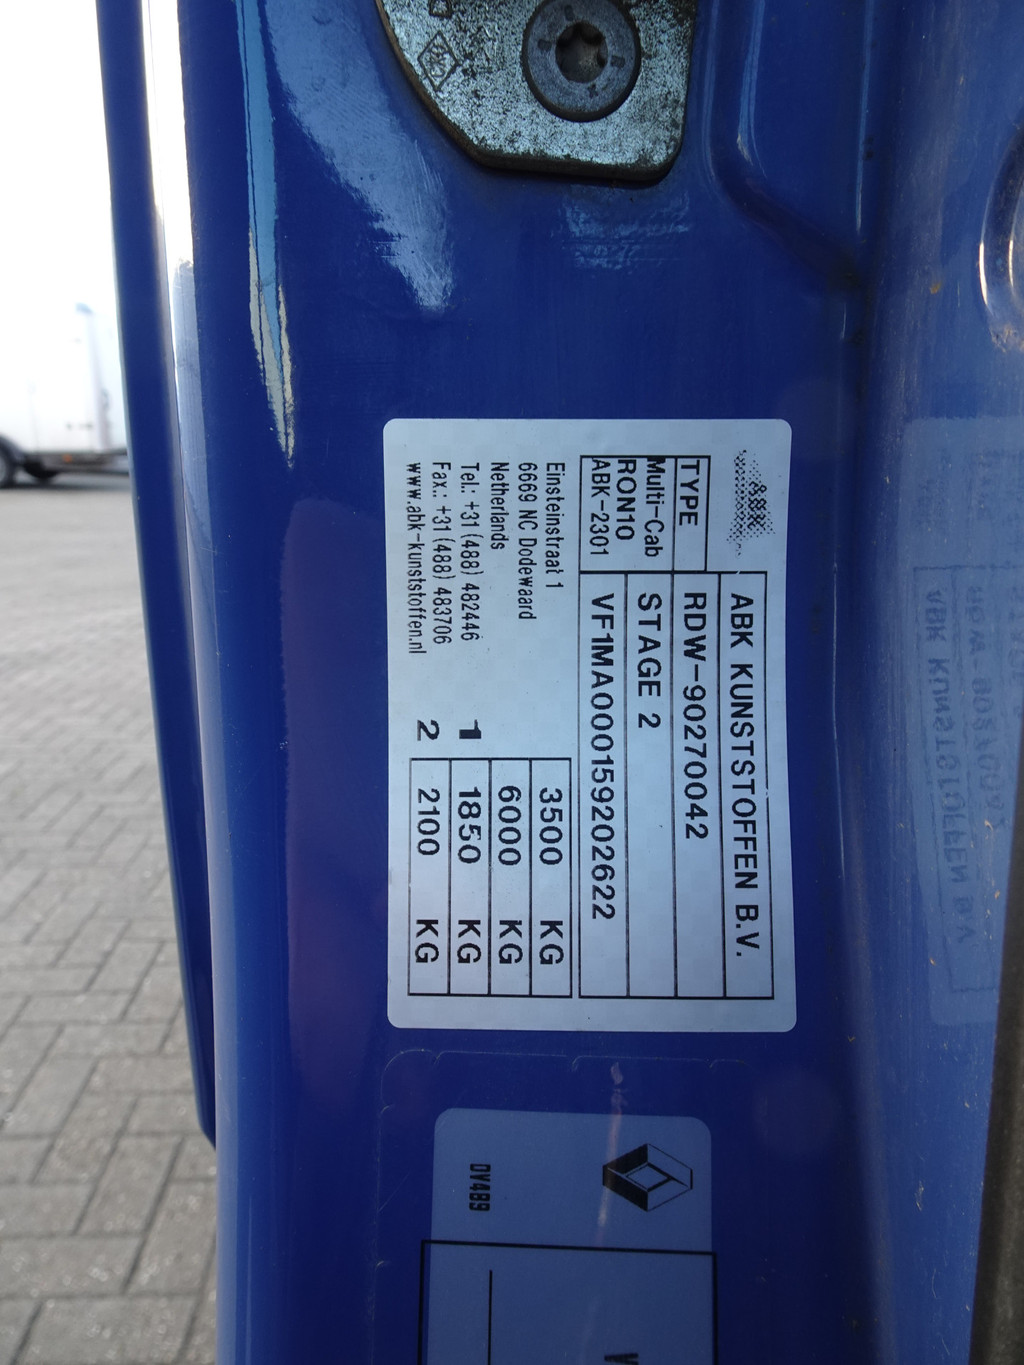 ABK
ABK KUNSTSTOFFEN B.V.
TYPE
RDW-90270042
Multi-Cab
STAGE 2
RON10
ABK-2301
VF1MA000159202622
Einsteinstraat 1
6669 NC Dodewaard
Netherlands
Tel.: +31 (488) 482446
Fax.: +31 (488) 483706
www.abk-kunststoffen.nl
3500 KG
6000 KG
1 1850 KG
2 2100 KG
DV489